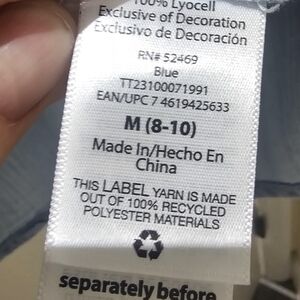 100% Lyocell
Exclusive of Decoration
Exclusivo de Decoración
RN# 52469
Blue
TT23100071991
EAN/UPC 7 4619425633
M (8-10)
Made In/Hecho En
China
THIS LABEL YARN IS MADE
OUT OF 100% RECYCLED
POLYESTER MATERIALS
separately before